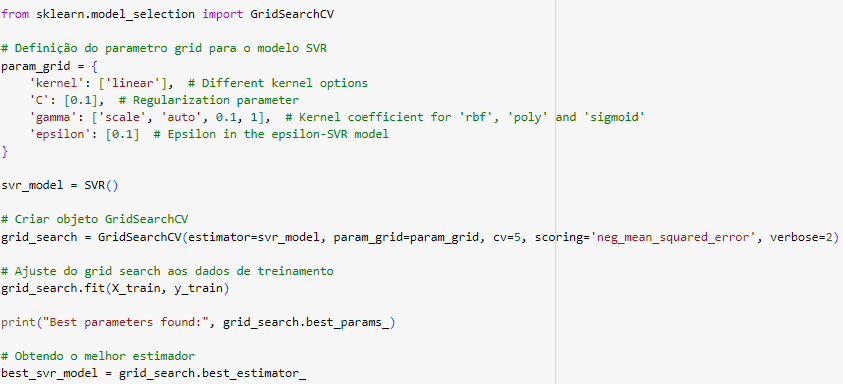 from sklearn.model_selection import GridSearchCV
# Definição do parametro grid para o modelo SVR
param_grid = {
    'kernel': ['linear'],  # Different kernel options
    'C': [0.1],  # Regularization parameter
    'gamma': ['scale', 'auto', 0.1, 1],  # Kernel coefficient for 'rbf', 'poly' and 'sigmoid'
    'epsilon': [0.1]  # Epsilon in the epsilon-SVR model
}
svr_model = SVR()
# Criar objeto GridSearchCV
grid_search = GridSearchCV(estimator=svr_model, param_grid=param_grid, cv=5, scoring='neg_mean_squared_error', verbose=2)
# Ajuste do grid search aos dados de treinamento
grid_search.fit(X_train, y_train)
print("Best parameters found:", grid_search.best_params_)
# Obtendo o melhor estimador
best_svr_model = grid_search.best_estimator_